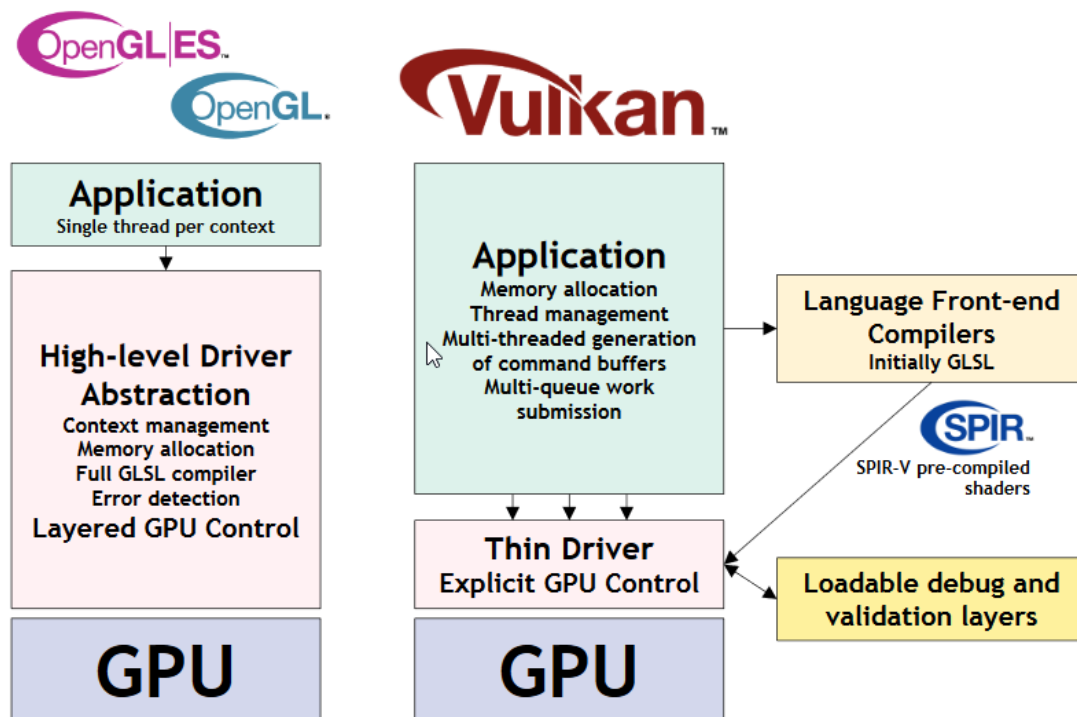 OpenGL|ES™
OpenGL®
Vulkan™
Application
Single thread per context
High-level Driver
Abstraction
Context management
Memory allocation
Full GLSL compiler
Error detection
Layered GPU Control
GPU
Application
Memory allocation
Thread management
Multi-threaded generation
of command buffers
Multi-queue work
submission
Thin Driver
Explicit GPU Control
GPU
Language Front-end
Compilers
Initially GLSL
SPIR™
SPIR-V pre-compiled
shaders
Loadable debug and
validation layers